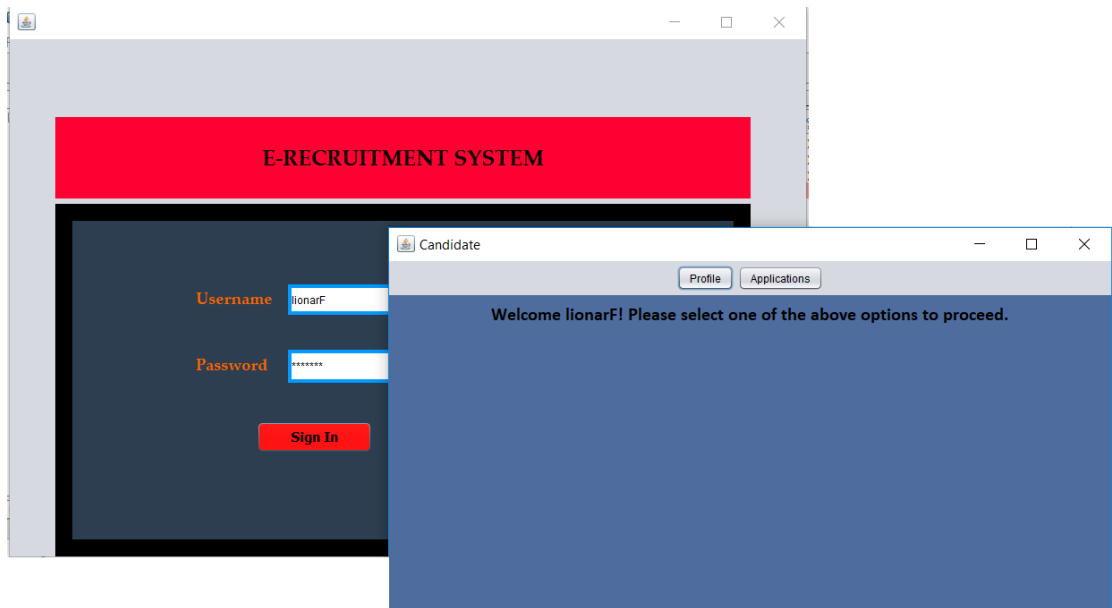 E-RECRUITMENT SYSTEM
Candidate
Profile Applications
Welcome lionarF! Please select one of the above options to proceed.
Username lionarF
Password *******
Sign In